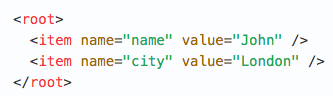 <root>
  <item name="name" value="John" />
  <item name="city" value="London" />
</root>